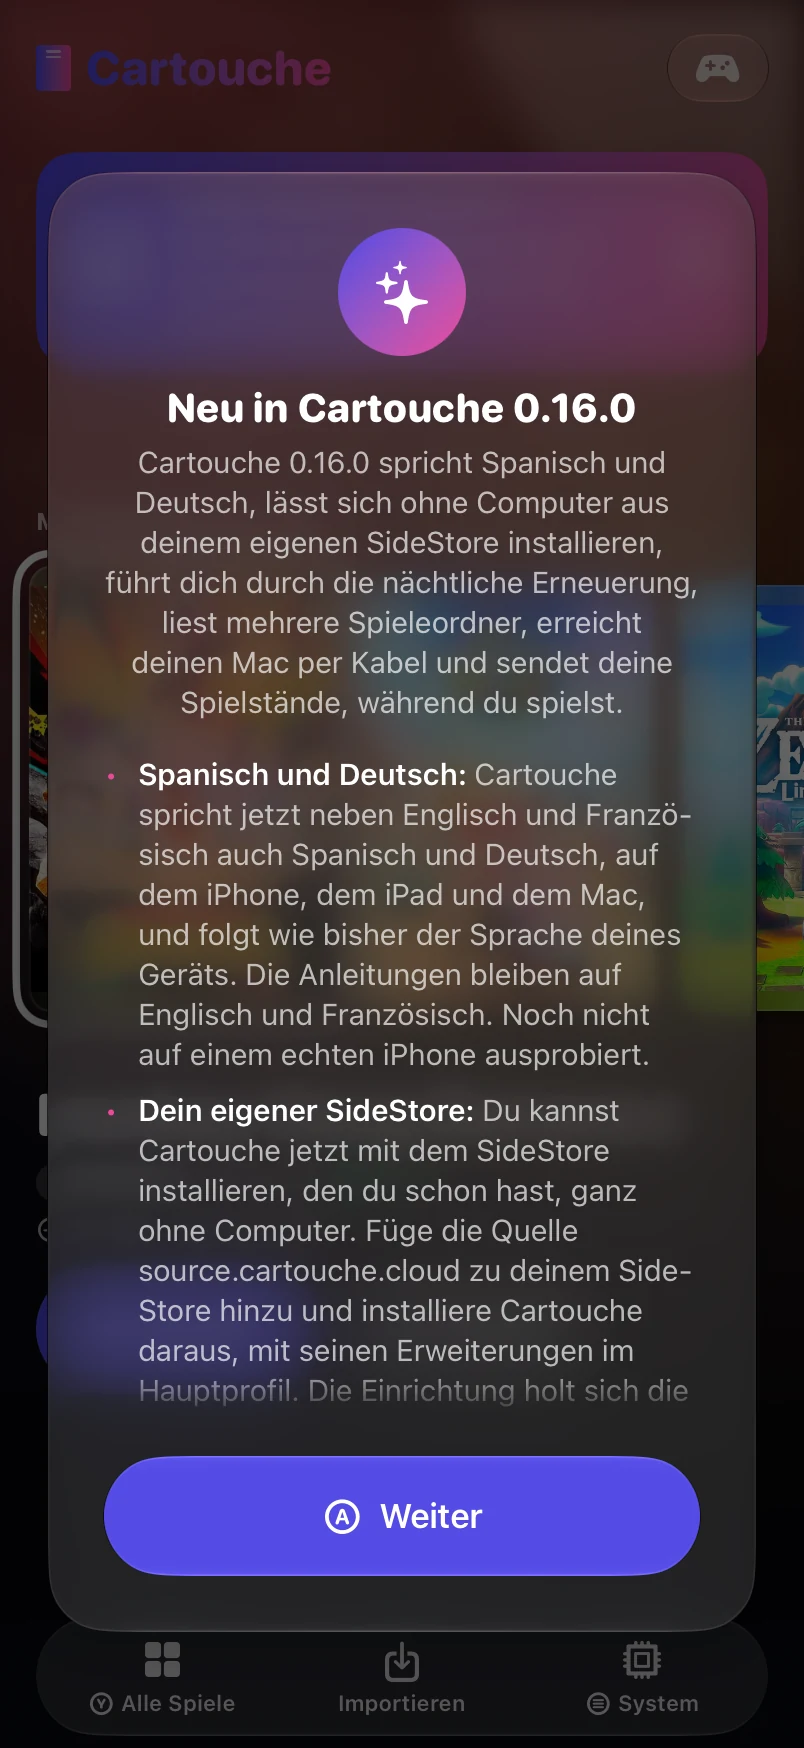 Cartouche
Neu in Cartouche 0.16.0
Cartouche 0.16.0 spricht Spanisch und
Deutsch, lässt sich ohne Computer aus
deinem eigenen SideStore installieren,
führt dich durch die nächtliche Erneuerung,
liest mehrere Spieleordner, erreicht
deinen Mac per Kabel und sendet deine
Spielstände, während du spielst.
• Spanisch und Deutsch: Cartouche
spricht jetzt neben Englisch und Franzö-
sisch auch Spanisch und Deutsch, auf
dem iPhone, dem iPad und dem Mac,
und folgt wie bisher der Sprache deines
Geräts. Die Anleitungen bleiben auf
Englisch und Französisch. Noch nicht
auf einem echten iPhone ausprobiert.
• Dein eigener SideStore: Du kannst
Cartouche jetzt mit dem SideStore
installieren, den du schon hast, ganz
ohne Computer. Füge die Quelle
source.cartouche.cloud zu deinem Side-
Store hinzu und installiere Cartouche
daraus, mit seinen Erweiterungen im
Hauptprofil. Die Einrichtung holt sich die
A Weiter
Y Alle Spiele
Importieren
System